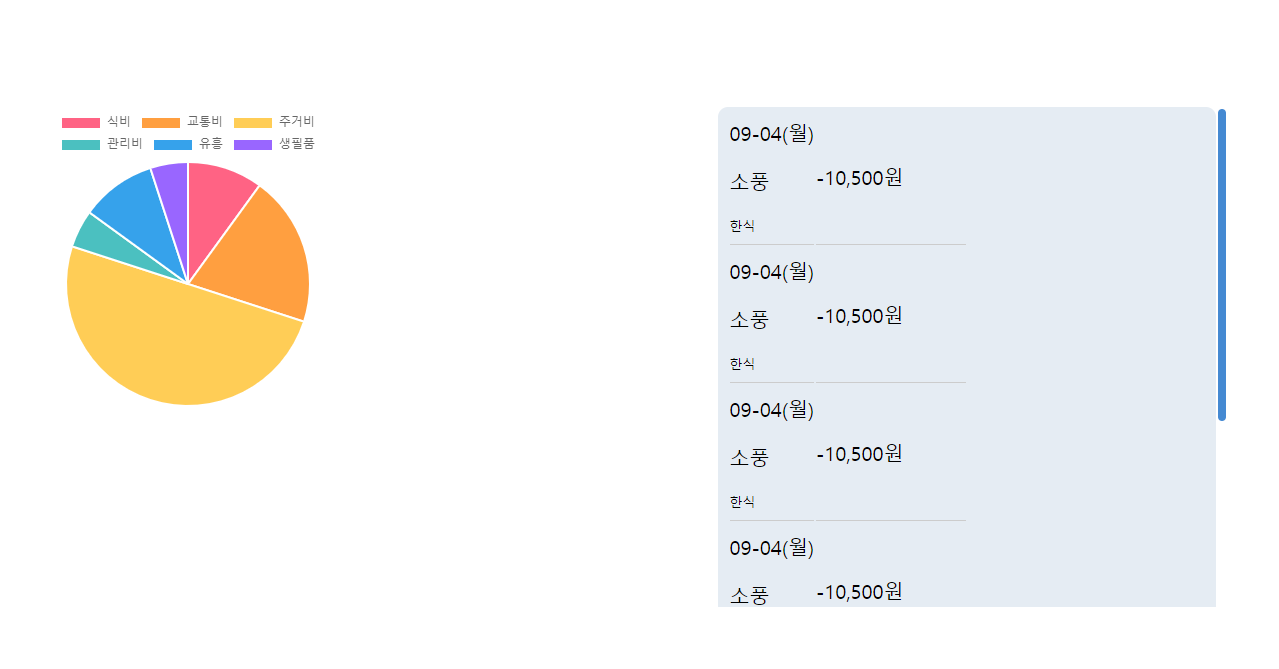 식비 교통비 주거비
관리비 유흥 생필품
09-04(월)
소풍 -10,500원
한식
09-04(월)
소풍 -10,500원
한식
09-04(월)
소풍 -10,500원
한식
09-04(월)
소풍 -10,500원